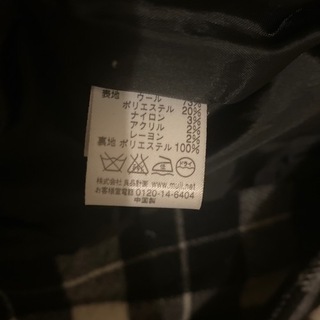 表地 ウール 73%
ポリエステル 20%
ナイロン 3%
アクリル 2%
レーヨン 2%
裏地 ポリエステル 100%
株式会社 良品計画 www.muji.net
お客様室電話 0120-14-6404
中国製